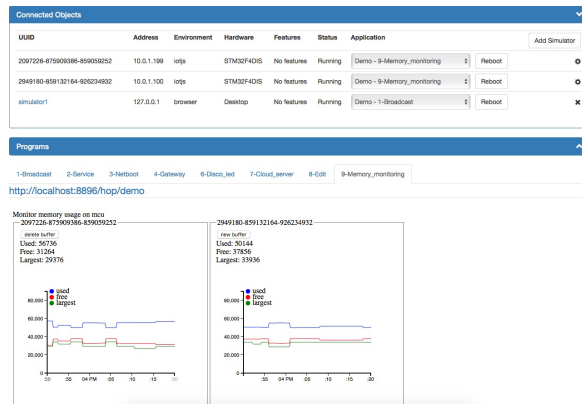 Connected Objects
UUID Address Environment Hardware Features Status Application Add Simulator
2097226-875909386-859059252 10.0.1.199 iotjs STM32F4DIS No features Running Demo - 9-Memory_monitoring Reboot
2949180-859132164-926234932 10.0.1.100 iotjs STM32F4DIS No features Running Demo - 9-Memory_monitoring Reboot
simulator1 127.0.0.1 browser Desktop No features Running Demo - 1-Broadcast Reboot
Programs
1-Broadcast 2-Service 3-Netboot 4-Gateway 6-Disco_led 7-Cloud_server 8-Edit 9-Memory_monitoring
http://localhost:8896/hop/demo
Monitor memory usage on mcu
2097226-875909386-859059252
delete buffer
Used: 56736
Free: 31264
Largest: 29376
used
free
largest
80,000
60,000
40,000
20,000
0
:50 :55 04 PM :05 :10 :15 :20
2949180-859132164-926234932
new buffer
Used: 50144
Free: 37856
Largest: 33936
used
free
largest
80,000
60,000
40,000
20,000
0
:55 04 PM :05 :10 :15 :20